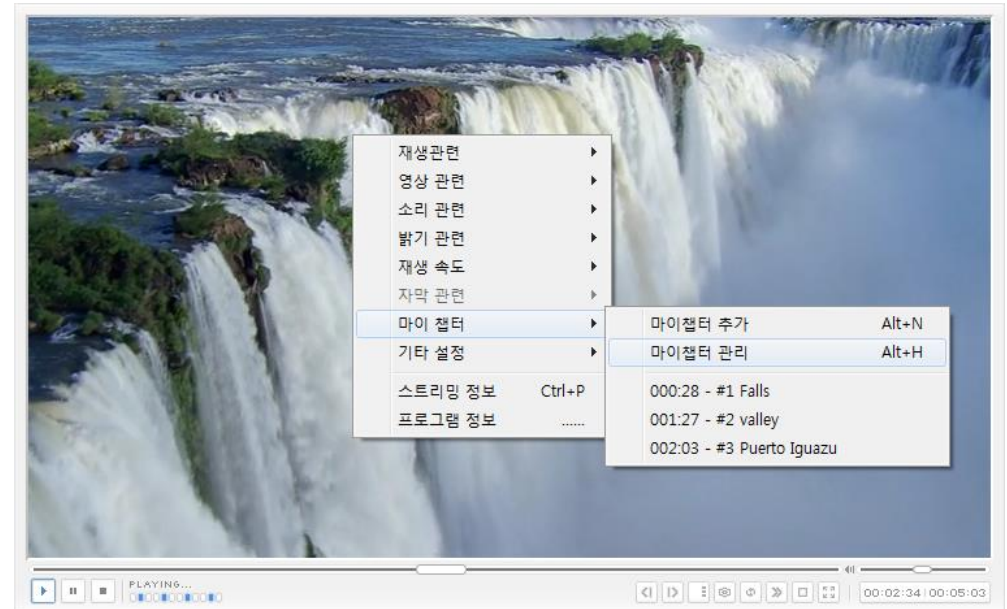 재생관련
영상 관련
소리 관련
밝기 관련
재생 속도
자막 관련
마이 챕터
기타 설정
스트리밍 정보 Ctrl+P
프로그램 정보 ......
마이챕터 추가 Alt+N
마이챕터 관리 Alt+H
000:28 - #1 Falls
001:27 - #2 valley
002:03 - #3 Puerto Iguazu
PLAYING...
00:02:34 00:05:03